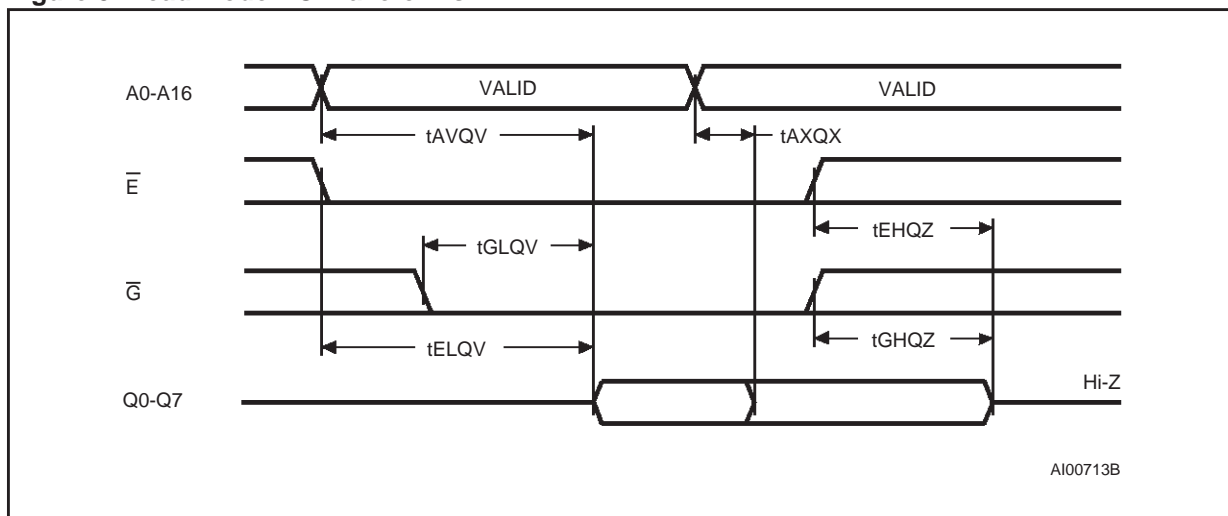 A0-A16
VALID
VALID
tAVQV
tAXQX
E̅
tEHQZ
tGLQV
G̅
tGHQZ
tELQV
Q0-Q7
Hi-Z
AI00713B